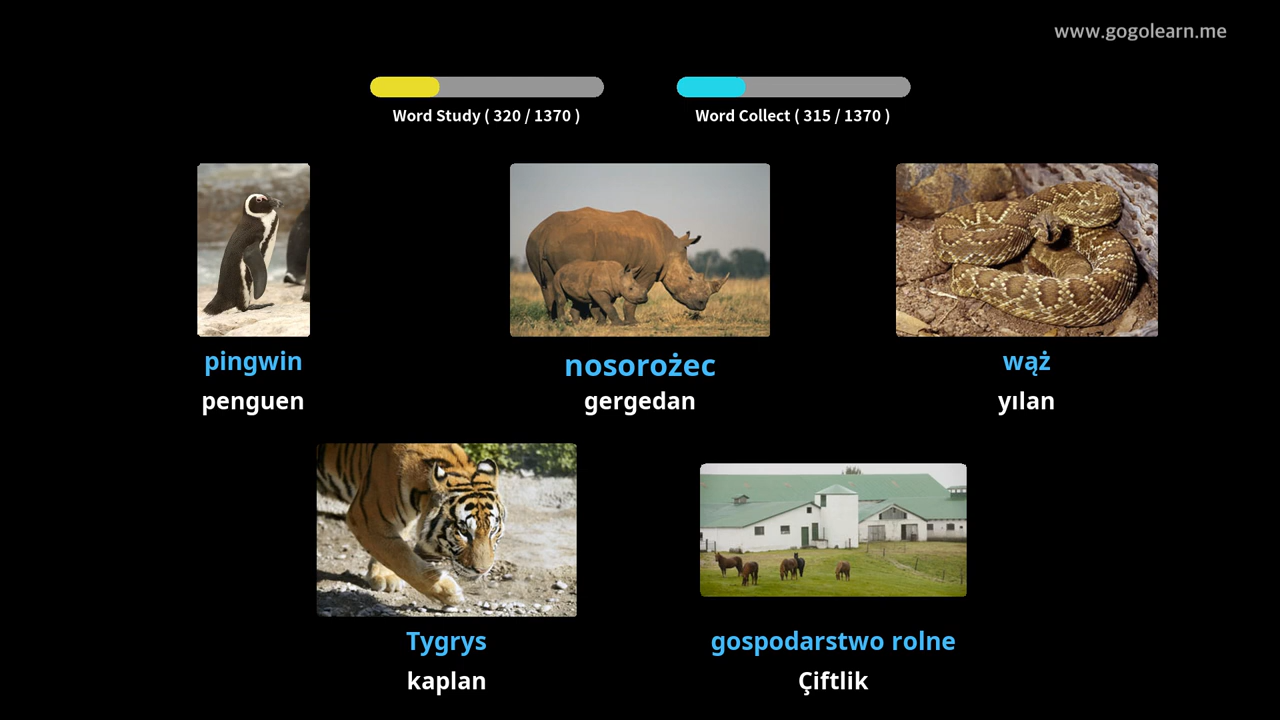 www.gogolearn.me
Word Study ( 320 / 1370 )
Word Collect ( 315 / 1370 )
pingwin
penguen
nosorożec
gergedan
wąż
yılan
Tygrys
kaplan
gospodarstwo rolne
Çiftlik